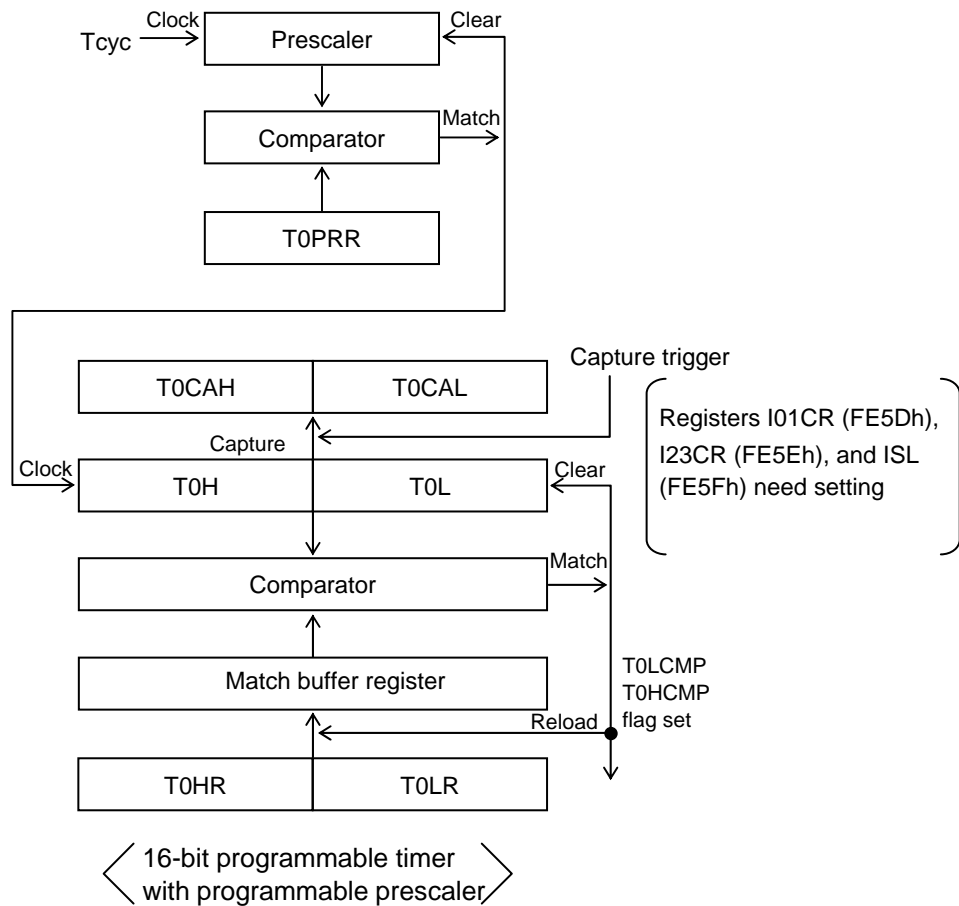 Clock
Clear
Tcyc
Prescaler
Match
Comparator
T0PRR
Capture trigger
T0CAH
T0CAL
Registers I01CR (FE5Dh),
I23CR (FE5Eh), and ISL
(FE5Fh) need setting
Capture
Clock
T0H
T0L
Clear
Match
Comparator
Match buffer register
T0LCMP
T0HCMP
flag set
Reload
T0HR
T0LR
16-bit programmable timer
with programmable prescaler